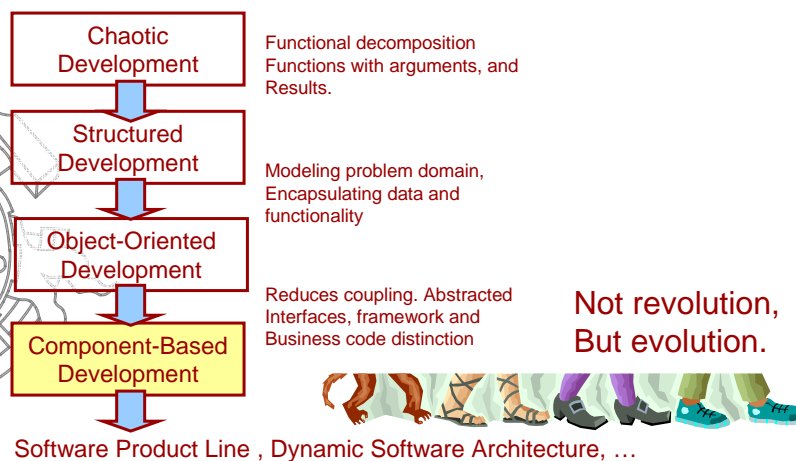 Chaotic
Development
Functional decomposition
Functions with arguments, and
Results.
Structured
Development
Modeling problem domain,
Encapsulating data and
functionality
Object-Oriented
Development
Reduces coupling. Abstracted
Interfaces, framework and
Business code distinction
Not revolution,
But evolution.
Component-Based
Development
Software Product Line , Dynamic Software Architecture, …